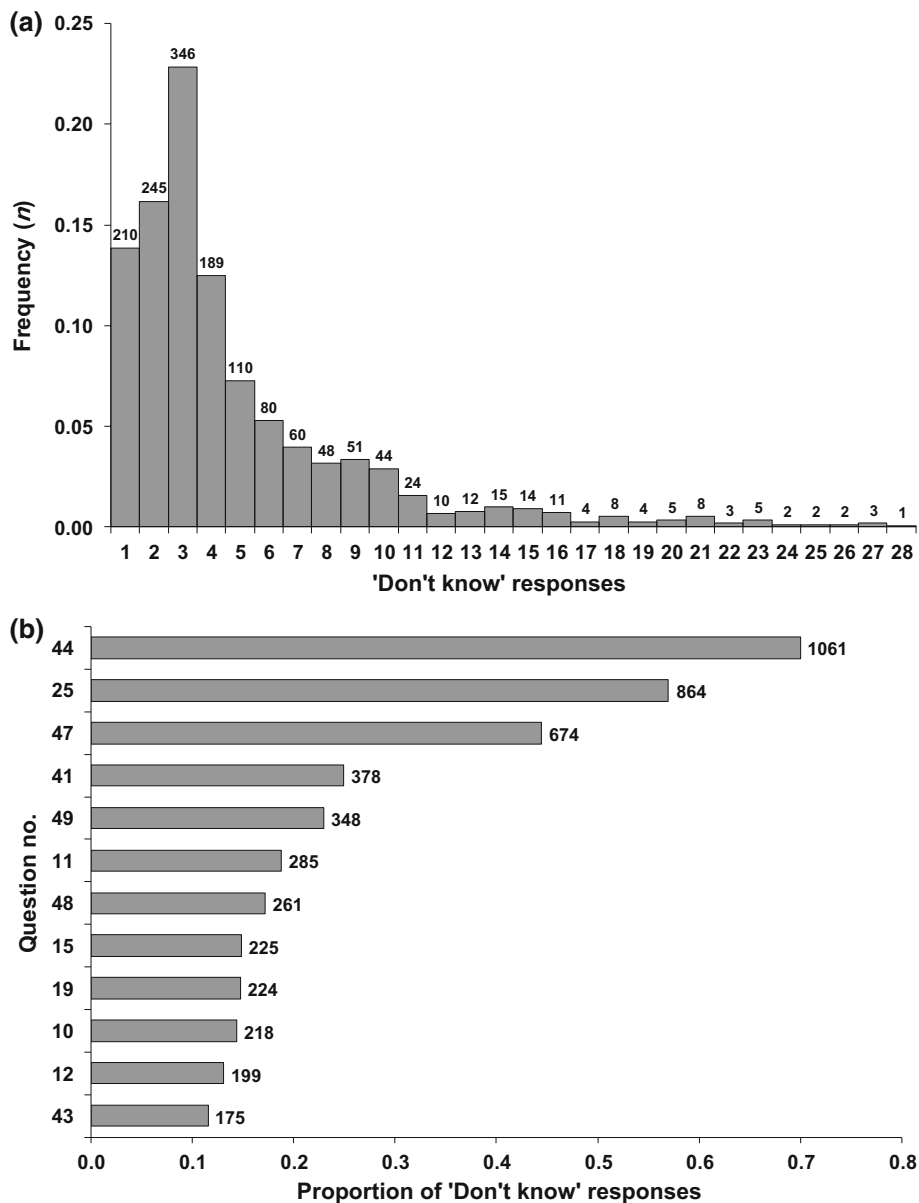 (a)
0.25
0.20
0.15
0.10
0.05
0.00
Frequency (n)
210 245 346 189 110 80 60 48 51 44 24 10 12 15 14 11 4 8 4 5 8 3 5 2 2 2 3 1
1 2 3 4 5 6 7 8 9 10 11 12 13 14 15 16 17 18 19 20 21 22 23 24 25 26 27 28
'Don't know' responses
(b)
Question no.
44 1061
25 864
47 674
41 378
49 348
11 285
48 261
15 225
19 224
10 218
12 199
43 175
0.0 0.1 0.2 0.3 0.4 0.5 0.6 0.7 0.8
Proportion of 'Don't know' responses